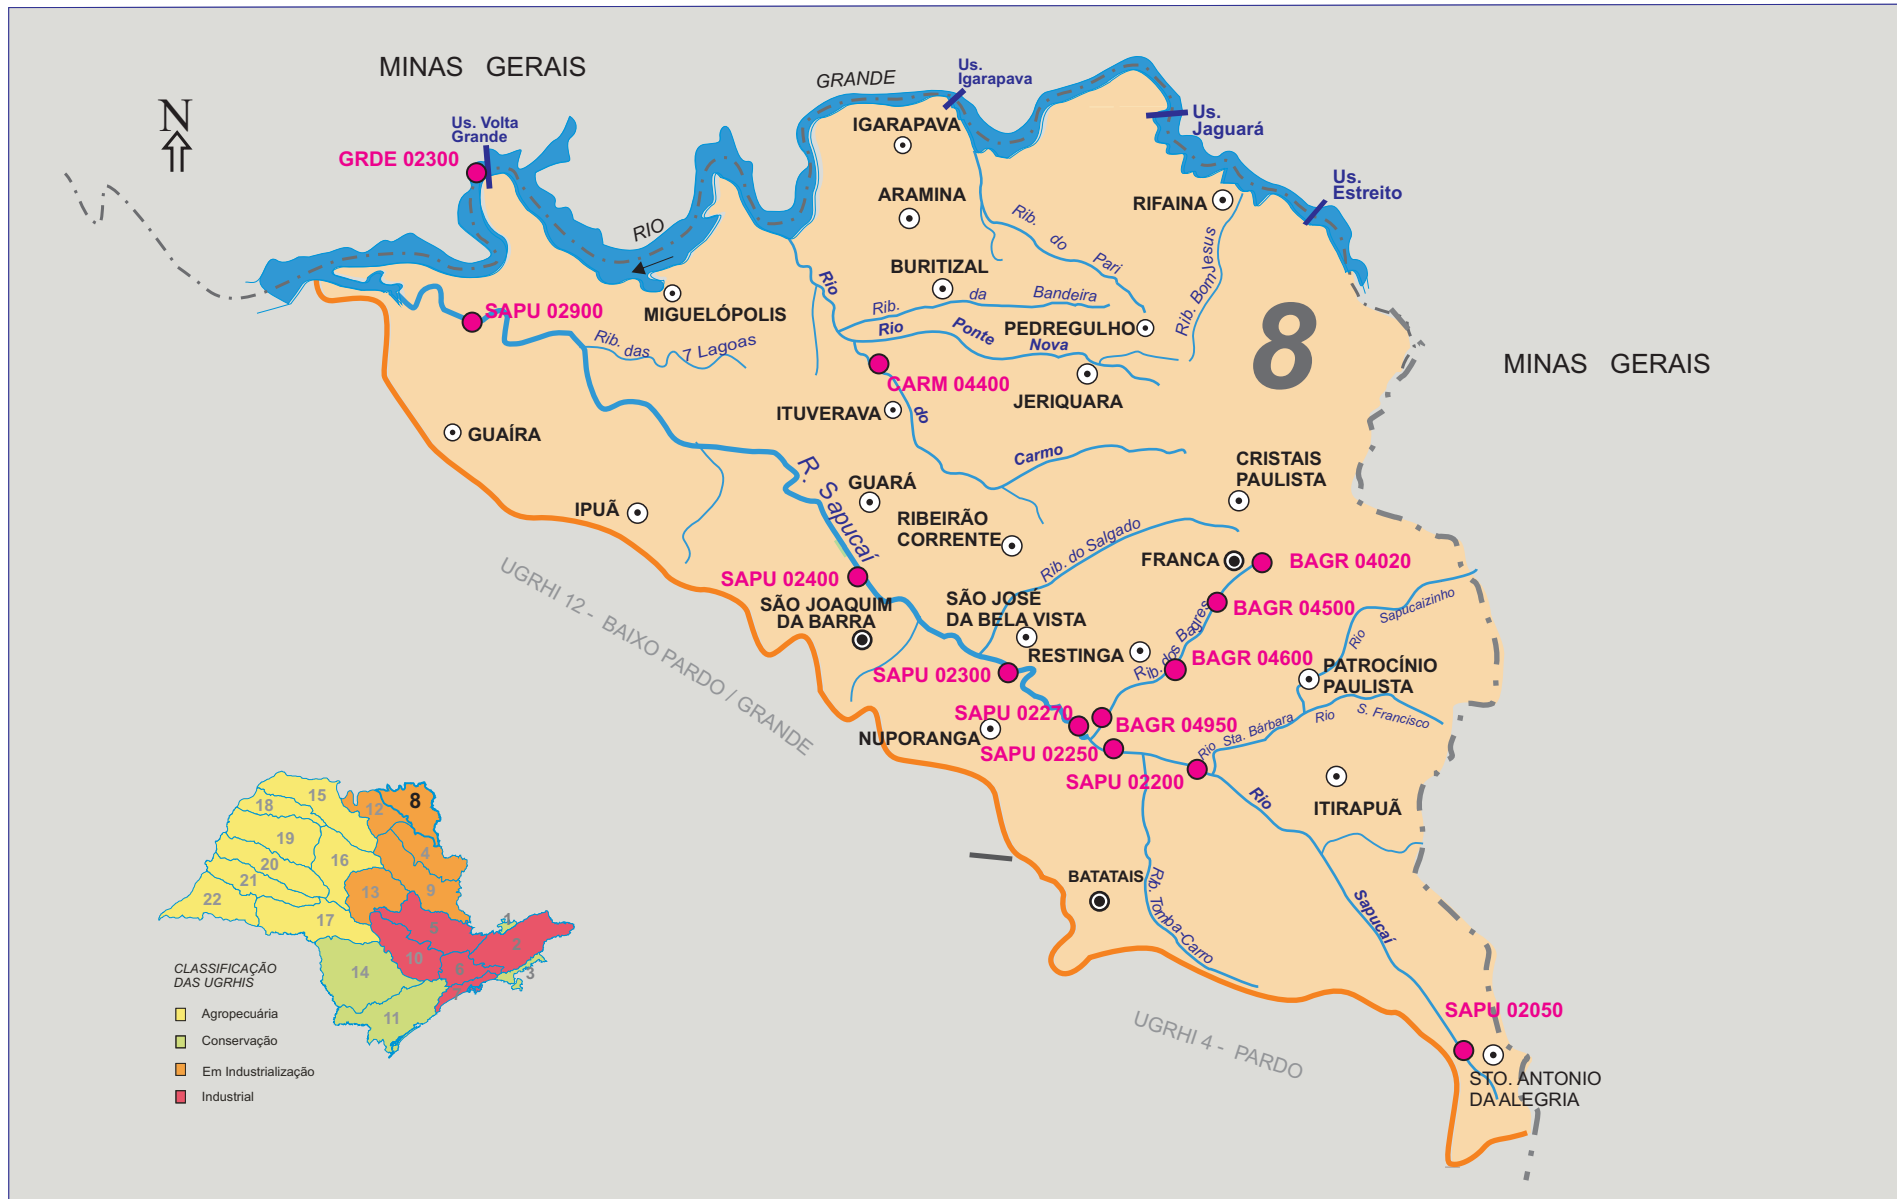 MINAS GERAIS
GRANDE
Us.
Igarapava
N
Us. Volta
Grande
GRDE 02300
IGARAPAVA
Us.
Jaguará
Us.
Estreito
ARAMINA
RIFAINA
RIO
Rib. do Pari
Rib. Bom Jesus
BURITIZAL
Rio
Rib. da Bandeira
SAPU 02900
MIGUELÓPOLIS
Rio Ponte Nova
PEDREGULHO
8
MINAS GERAIS
Rib. das 7 Lagoas
CARM 04400
JERIQUARA
ITUVERAVA
do
Carmo
GUAÍRA
CRISTAIS
PAULISTA
R. Sapucaí
GUARÁ
IPUÃ
RIBEIRÃO
CORRENTE
Rib. do Salgado
FRANCA
BAGR 04020
SAPU 02400
UGRHI 12 - BAIXO PARDO / GRANDE
SÃO JOAQUIM
DA BARRA
SÃO JOSÉ
DA BELA VISTA
BAGR 04500
Rio Sapucaizinho
Rib. dos Bagres
RESTINGA
BAGR 04600
PATROCÍNIO
PAULISTA
SAPU 02300
SAPU 02270
BAGR 04950
Rio S. Francisco
NUPORANGA
SAPU 02250
Rio Sta. Bárbara
SAPU 02200
Rio
ITIRAPUÃ
BATATAIS
Rib. Tomba-Carro
Sapucaí
SAPU 02050
STO. ANTONIO
DA ALEGRIA
UGRHI 4 - PARDO
15
18
12
8
19
4
16
20
21
13
9
22
17
1
5
2
10
6
14
3
11
CLASSIFICAÇÃO
DAS UGRHIS
Agropecuária
Conservação
Em Industrialização
Industrial